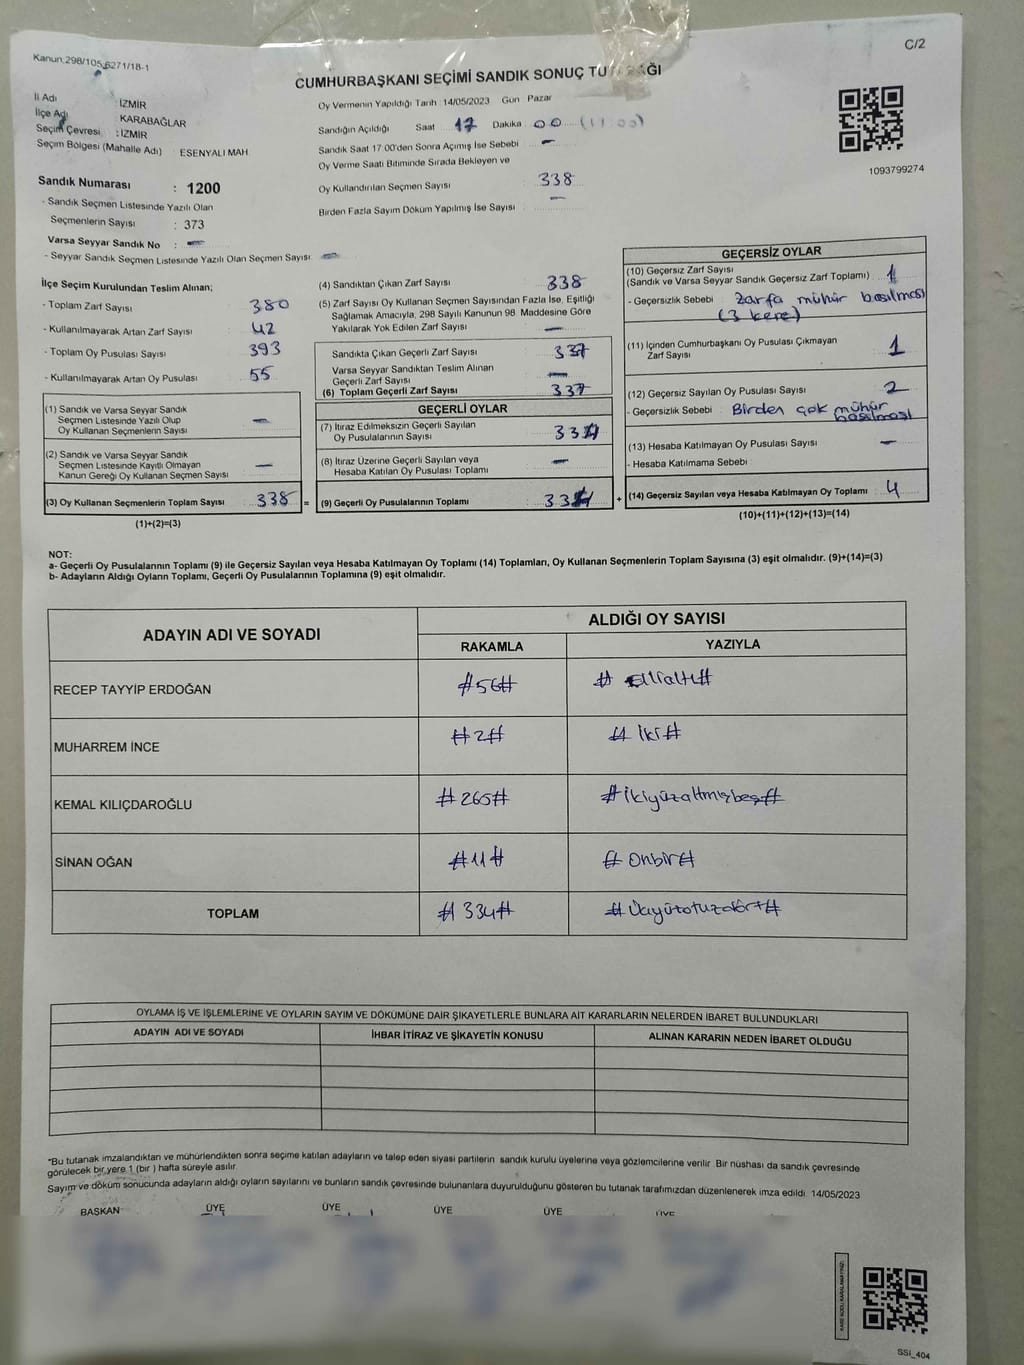 Kanun.298/105,6271/18-1
C/2
CUMHURBAŞKANI SEÇİMİ SANDIK SONUÇ
İl Adı İZMİR
İlçe Adı KARABAĞLAR
Seçim Çevresi : İZMİR
Seçim Bölgesi (Mahalle Adı) ESENYALI MAH.
Oy Vermenin Yapıldığı Tarih 14/05/2023 Gün Pazar
Sandığın Açıldığı Saat 17 Dakika 00 (17:00)
Sandık Saat 17 00'den Sonra Açımış İse Sebebi —
Oy Verme Saati Bitiminde Sırada Bekleyen ve
Oy Kullandırılan Seçmen Sayısı 338
Birden Fazla Sayım Döküm Yapılmış İse Sayısı —
1093799274
Sandık Numarası : 1200
- Sandık Seçmen Listesinde Yazılı Olan
Seçmenlerin Sayısı : 373
Varsa Seyyar Sandık No : —
- Seyyar Sandık Seçmen Listesinde Yazılı Olan Seçmen Sayısı: —
İlçe Seçim Kurulundan Teslim Alınan;
- Toplam Zarf Sayısı 380
- Kullanılmayarak Artan Zarf Sayısı 42
- Toplam Oy Pusulası Sayısı 393
- Kullanılmayarak Artan Oy Pusulası 55
(1) Sandık ve Varsa Seyyar Sandık
Seçmen Listesinde Yazılı Olup
Oy Kullanan Seçmenlerin Sayısı —
(2) Sandık ve Varsa Seyyar Sandık
Seçmen Listesinde Kayıtlı Olmayan
Kanun Gereği Oy Kullanan Seçmen Sayısı —
(3) Oy Kullanan Seçmenlerin Toplam Sayısı 338 =
(1)+(2)=(3)
(4) Sandıktan Çıkan Zarf Sayısı 338
(5) Zarf Sayısı Oy Kullanan Seçmen Sayısından Fazla İse, Eşitliği
Sağlamak Amacıyla, 298 Sayılı Kanunun 98. Maddesine Göre
Yakılarak Yok Edilen Zarf Sayısı —
Sandıkta Çıkan Geçerli Zarf Sayısı 337
Varsa Seyyar Sandıktan Teslim Alınan
Geçerli Zarf Sayısı —
(6) Toplam Geçerli Zarf Sayısı 337
GEÇERLİ OYLAR
(7) İtiraz Edilmeksizin Geçerli Sayılan
Oy Pusulalarının Sayısı 334
(8) İtiraz Üzerine Geçerli Sayılan veya
Hesaba Katılan Oy Pusulası Toplamı —
(9) Geçerli Oy Pusulalarının Toplamı 334 +
GEÇERSİZ OYLAR
(10) Geçersiz Zarf Sayısı
(Sandık ve Varsa Seyyar Sandık Geçersiz Zarf Toplamı) 1
- Geçersizlik Sebebi zarfa mühür basılması
(3 kere)
(11) İçinden Cumhurbaşkanı Oy Pusulası Çıkmayan
Zarf Sayısı 1
(12) Geçersiz Sayılan Oy Pusulası Sayısı 2
- Geçersizlik Sebebi : Birden çok mühür
basılması
(13) Hesaba Katılmayan Oy Pusulası Sayısı —
- Hesaba Katılmama Sebebi
(14) Geçersiz Sayılan veya Hesaba Katılmayan Oy Toplamı : 4
(10)+(11)+(12)+(13)=(14)
NOT:
a- Geçerli Oy Pusulalarının Toplamı (9) ile Geçersiz Sayılan veya Hesaba Katılmayan Oy Toplamı (14) Toplamları, Oy Kullanan Seçmenlerin Toplam Sayısına (3) eşit olmalıdır. (9)+(14)=(3)
b- Adayların Aldığı Oyların Toplamı, Geçerli Oy Pusulalarının Toplamına (9) eşit olmalıdır.
ADAYIN ADI VE SOYADI
ALDIĞI OY SAYISI
RAKAMLA YAZIYLA
RECEP TAYYİP ERDOĞAN #56# # Ellialtı#
MUHARREM İNCE #2# # İki#
KEMAL KILIÇDAROĞLU #265# #İkiyüzaltmışbeş#
SİNAN OĞAN #11# # Onbir#
TOPLAM #334# #Üçyüzotuzdört#
OYLAMA İŞ VE İŞLEMLERİNE VE OYLARIN SAYIM VE DÖKÜMÜNE DAİR ŞİKAYETLERLE BUNLARA AİT KARARLARIN NELERDEN İBARET BULUNDUKLARI
ADAYIN ADI VE SOYADI İHBAR İTİRAZ VE ŞİKAYETİN KONUSU ALINAN KARARIN NEDEN İBARET OLDUĞU
*Bu tutanak imzalandıktan ve mühürlendikten sonra seçime katılan adayların ve talep eden siyasi partilerin sandık kurulu üyelerine veya gözlemcilerine verilir. Bir nüshası da sandık çevresinde
görülecek bir yere 1 (bir ) hafta süreyle asılır.
Sayım ve döküm sonucunda adayların aldığı oyların sayılarını ve bunların sandık çevresinde bulunanlara duyurulduğunu gösteren bu tutanak tarafımızdan düzenlenerek imza edildi. 14/05/2023
BAŞKAN ÜYE ÜYE ÜYE ÜYE ÜYE
SSİ_404